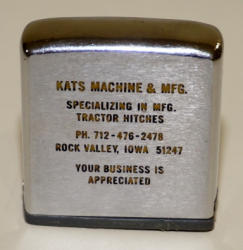 KATS MACHINE & MFG.
SPECIALIZING IN MFG.
TRACTOR HITCHES
PH. 712-476-2478
ROCK VALLEY, IOWA 51247
YOUR BUSINESS IS
APPRECIATED